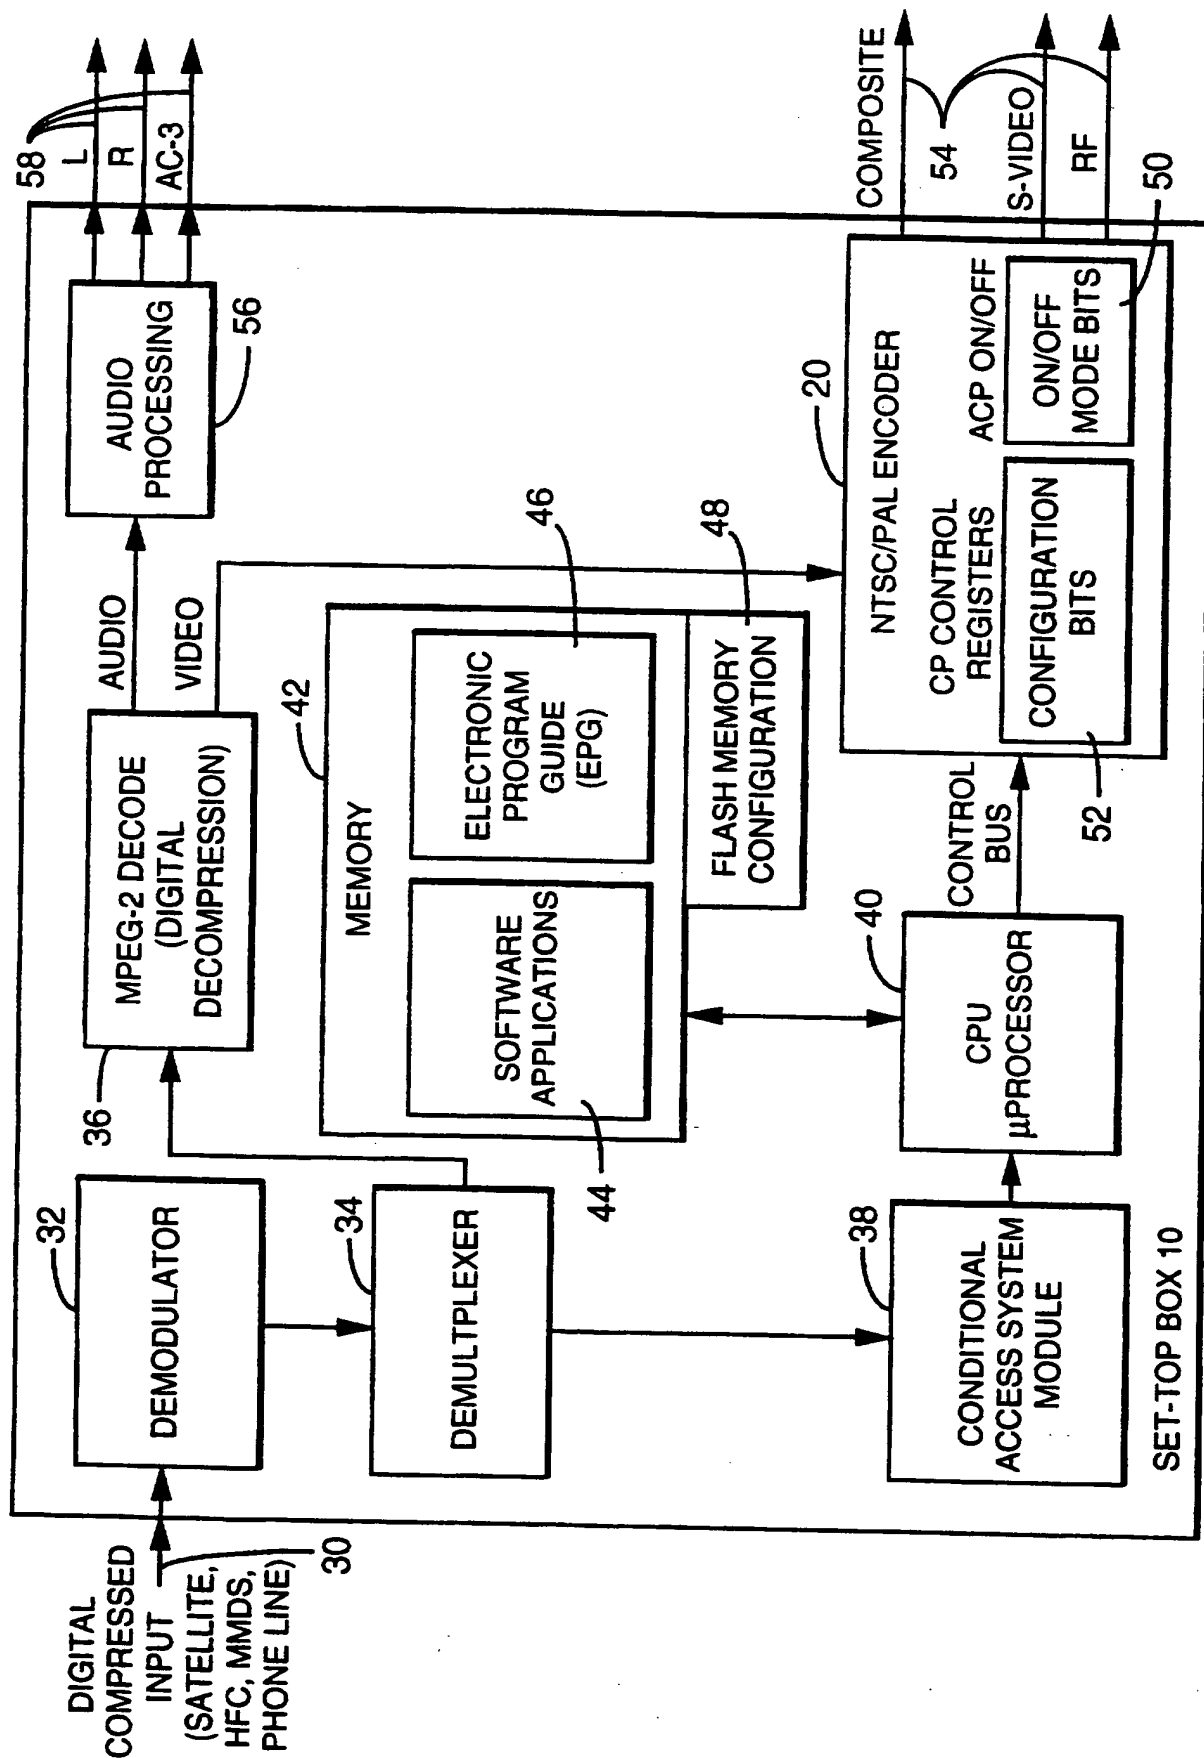 DIGITAL
COMPRESSED
INPUT
(SATELLITE,
HFC, MMDS,
PHONE LINE)
30
32
DEMODULATOR
34
DEMULTPLEXER
36
MPEG-2 DECODE
(DIGITAL
DECOMPRESSION)
AUDIO
VIDEO
AUDIO
PROCESSING
56
58
L
R
AC-3
42
MEMORY
SOFTWARE
APPLICATIONS
44
ELECTRONIC
PROGRAM
GUIDE
(EPG)
46
FLASH MEMORY
CONFIGURATION
48
38
CONDITIONAL
ACCESS SYSTEM
MODULE
40
CPU
µPROCESSOR
CONTROL
BUS
20
NTSC/PAL ENCODER
CP CONTROL
REGISTERS
CONFIGURATION
BITS
52
ACP ON/OFF
ON/OFF
MODE BITS
50
COMPOSITE
54
S-VIDEO
RF
SET-TOP BOX 10